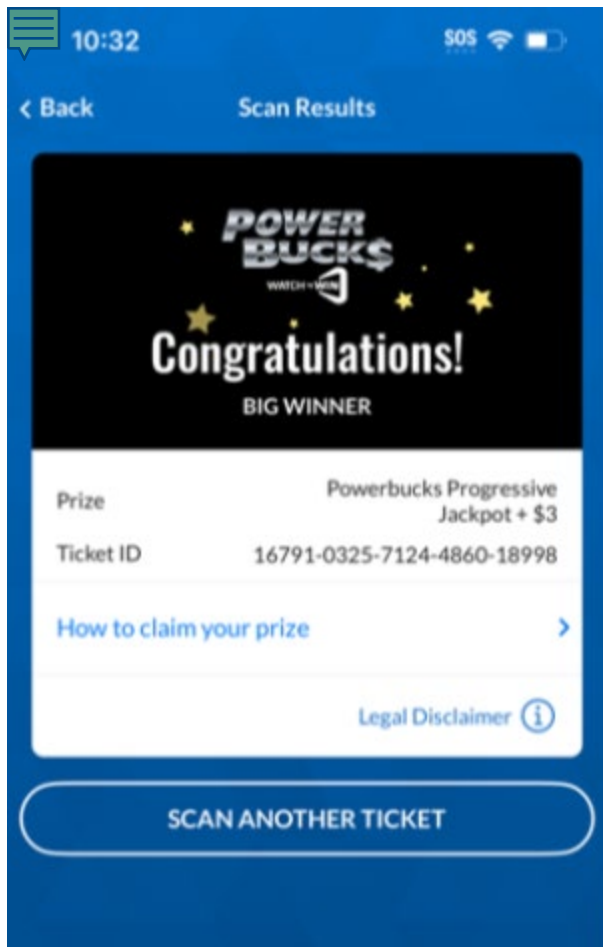 10:32
SOS
Back
Scan Results
POWER
BUCK$
WATCH + WIN
Congratulations!
BIG WINNER
Prize
Powerbucks Progressive
Jackpot + $3
Ticket ID
16791-0325-7124-4860-18998
How to claim your prize
Legal Disclaimer
SCAN ANOTHER TICKET